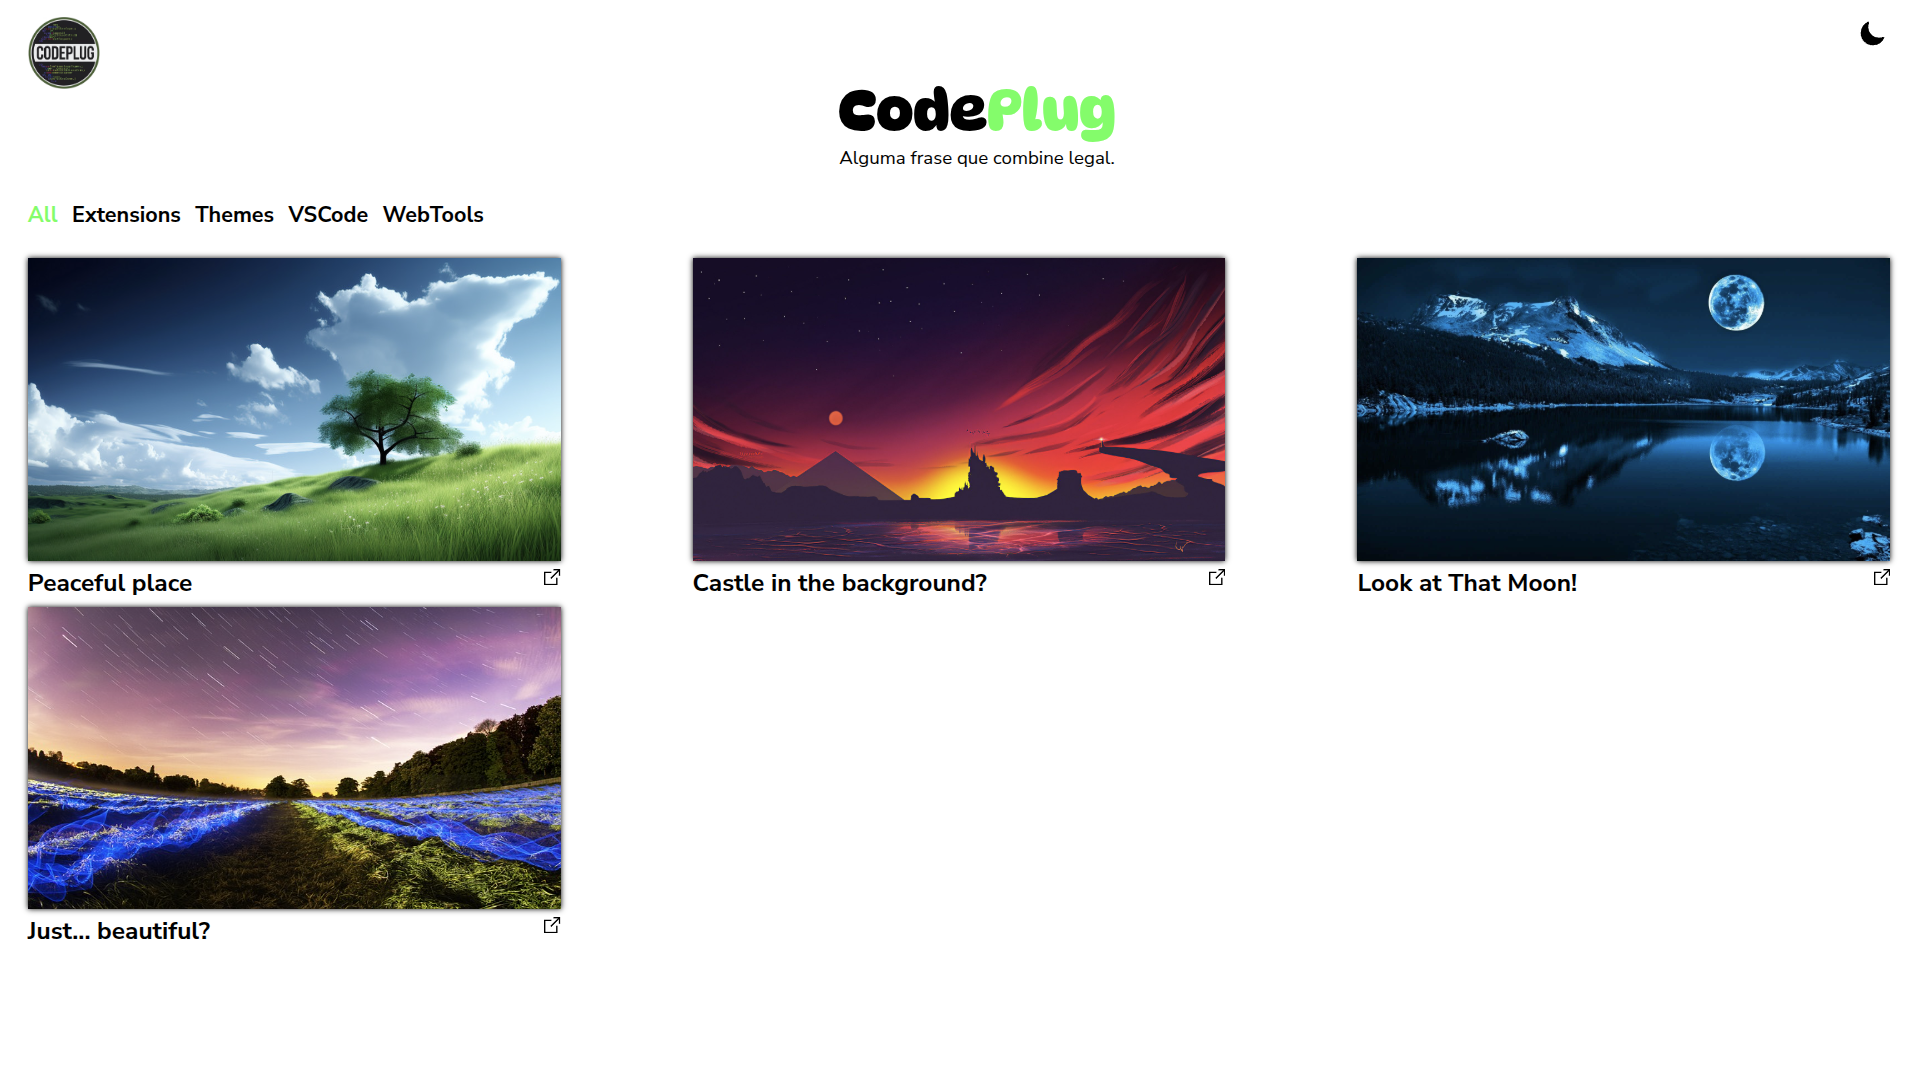 CODEPLUG
CodePlug
Alguma frase que combine legal.
All Extensions Themes VSCode WebTools
Peaceful place
Castle in the background?
Look at That Moon!
Just... beautiful?